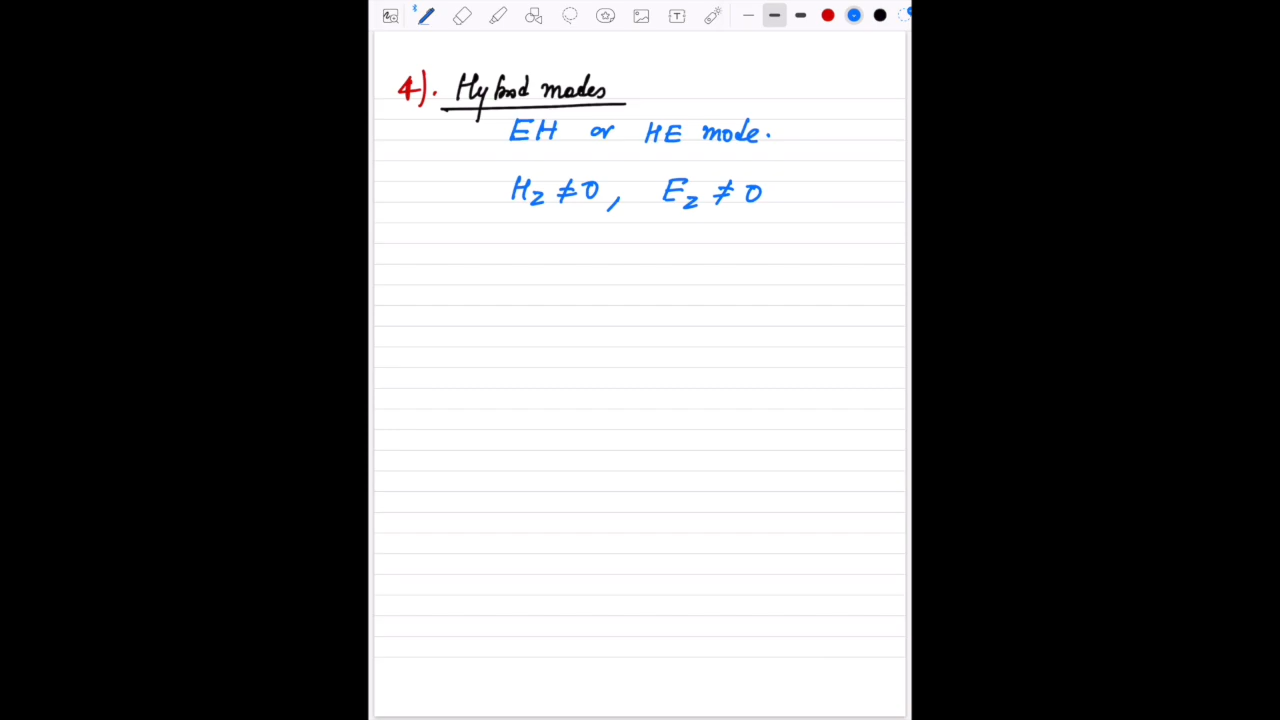 4). Hybrid modes
EH or HE mode.
Hz ≠ 0, Ez ≠ 0